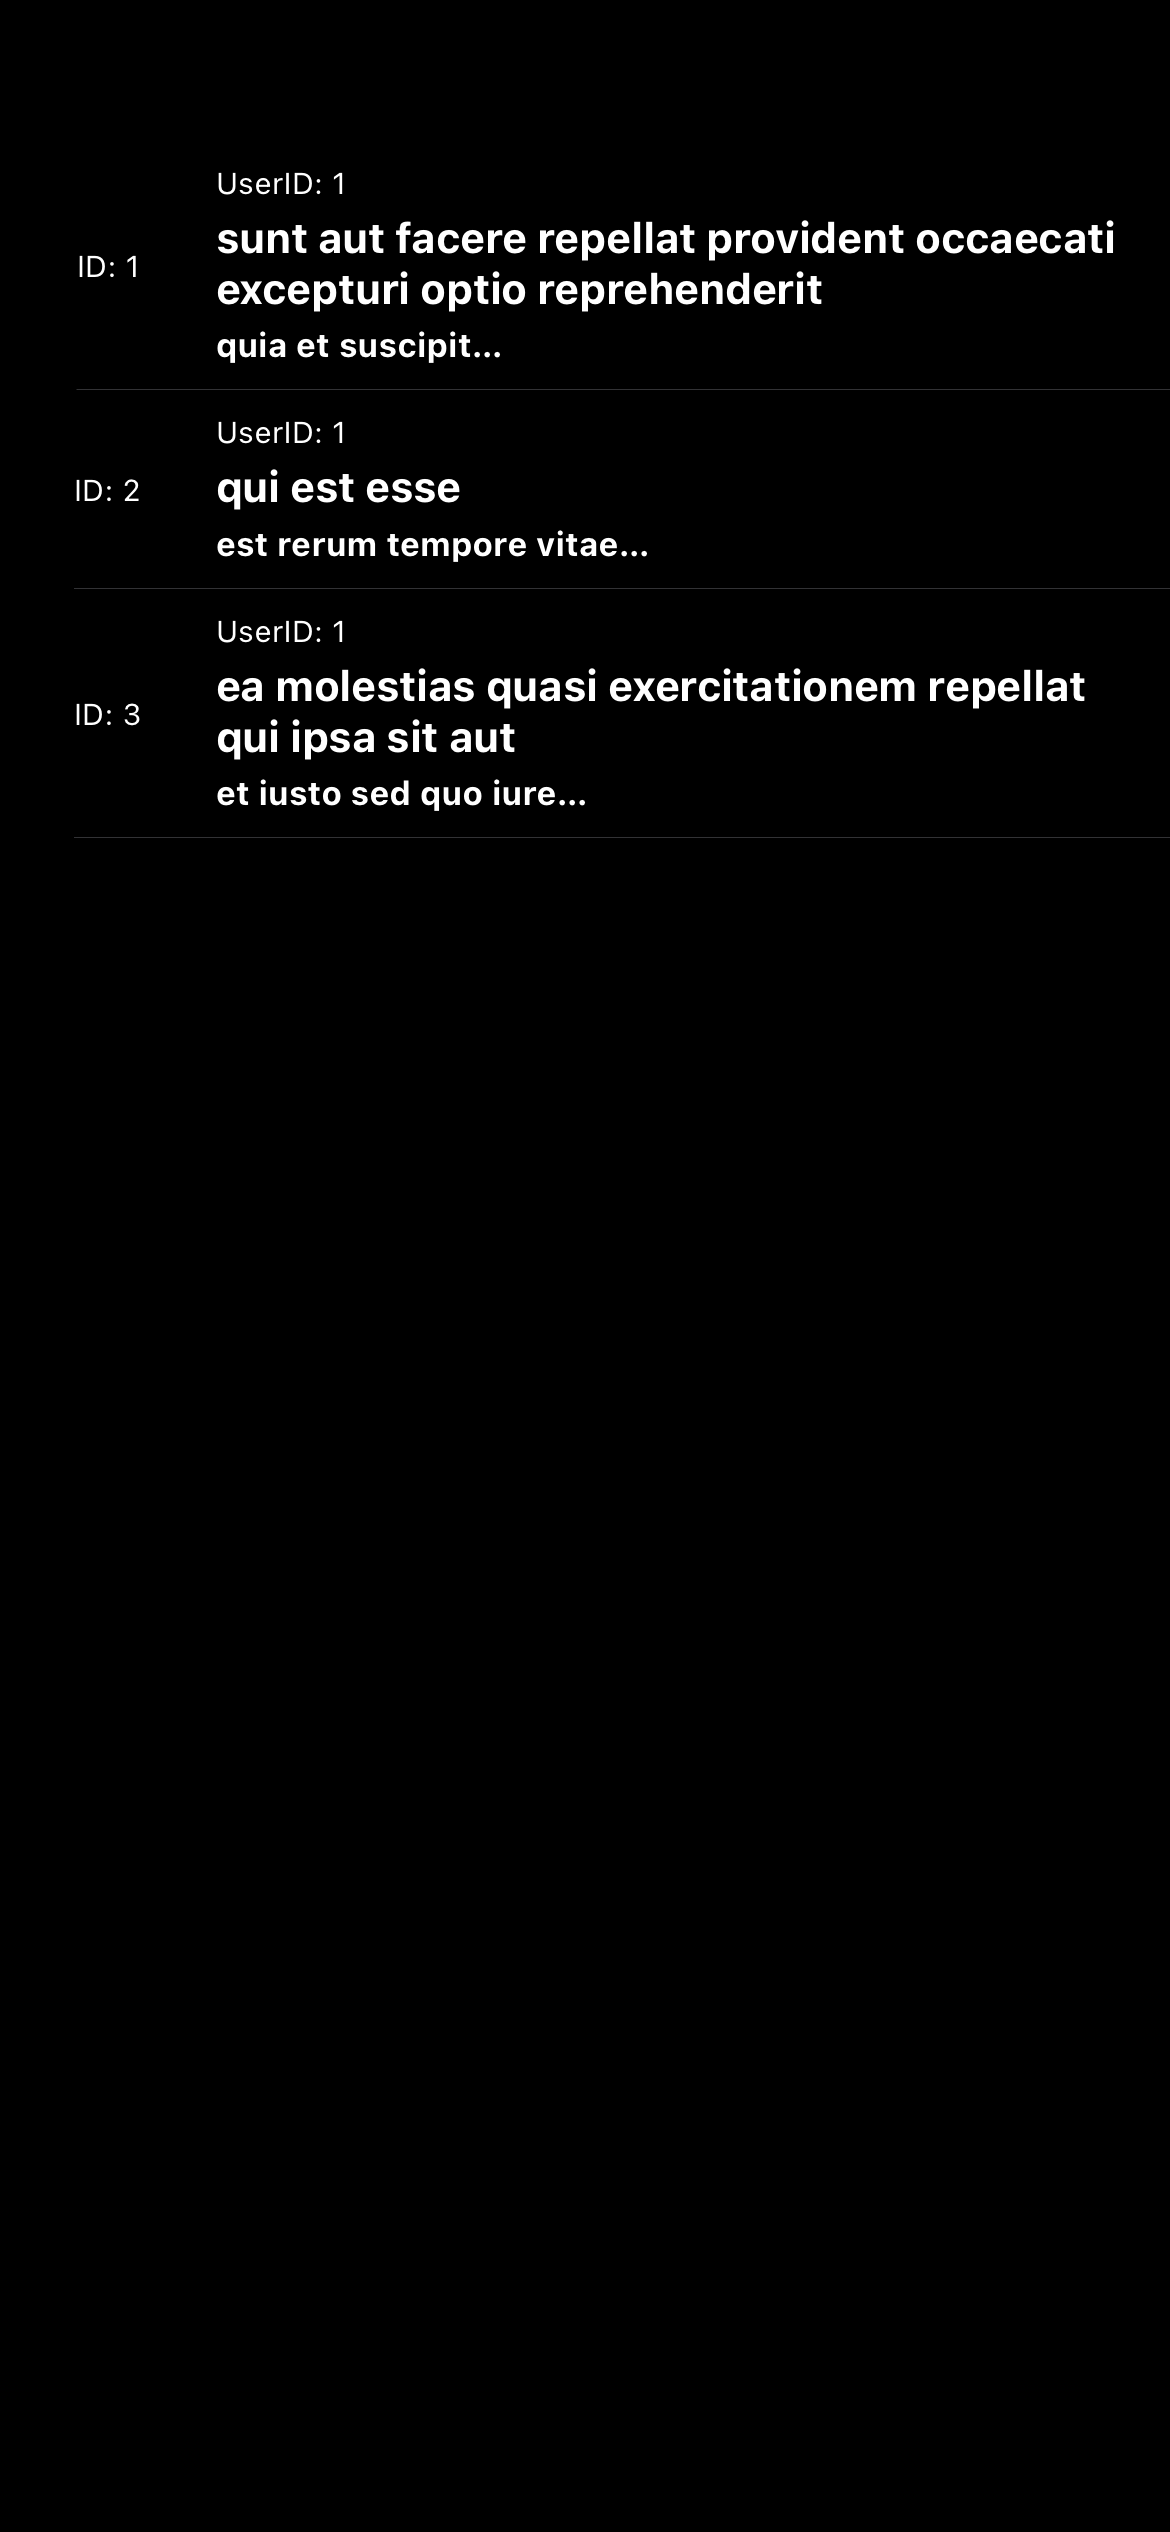 UserID: 1
ID: 1
sunt aut facere repellat provident occaecati
excepturi optio reprehenderit
quia et suscipit...
UserID: 1
ID: 2
qui est esse
est rerum tempore vitae...
UserID: 1
ID: 3
ea molestias quasi exercitationem repellat
qui ipsa sit aut
et iusto sed quo iure...